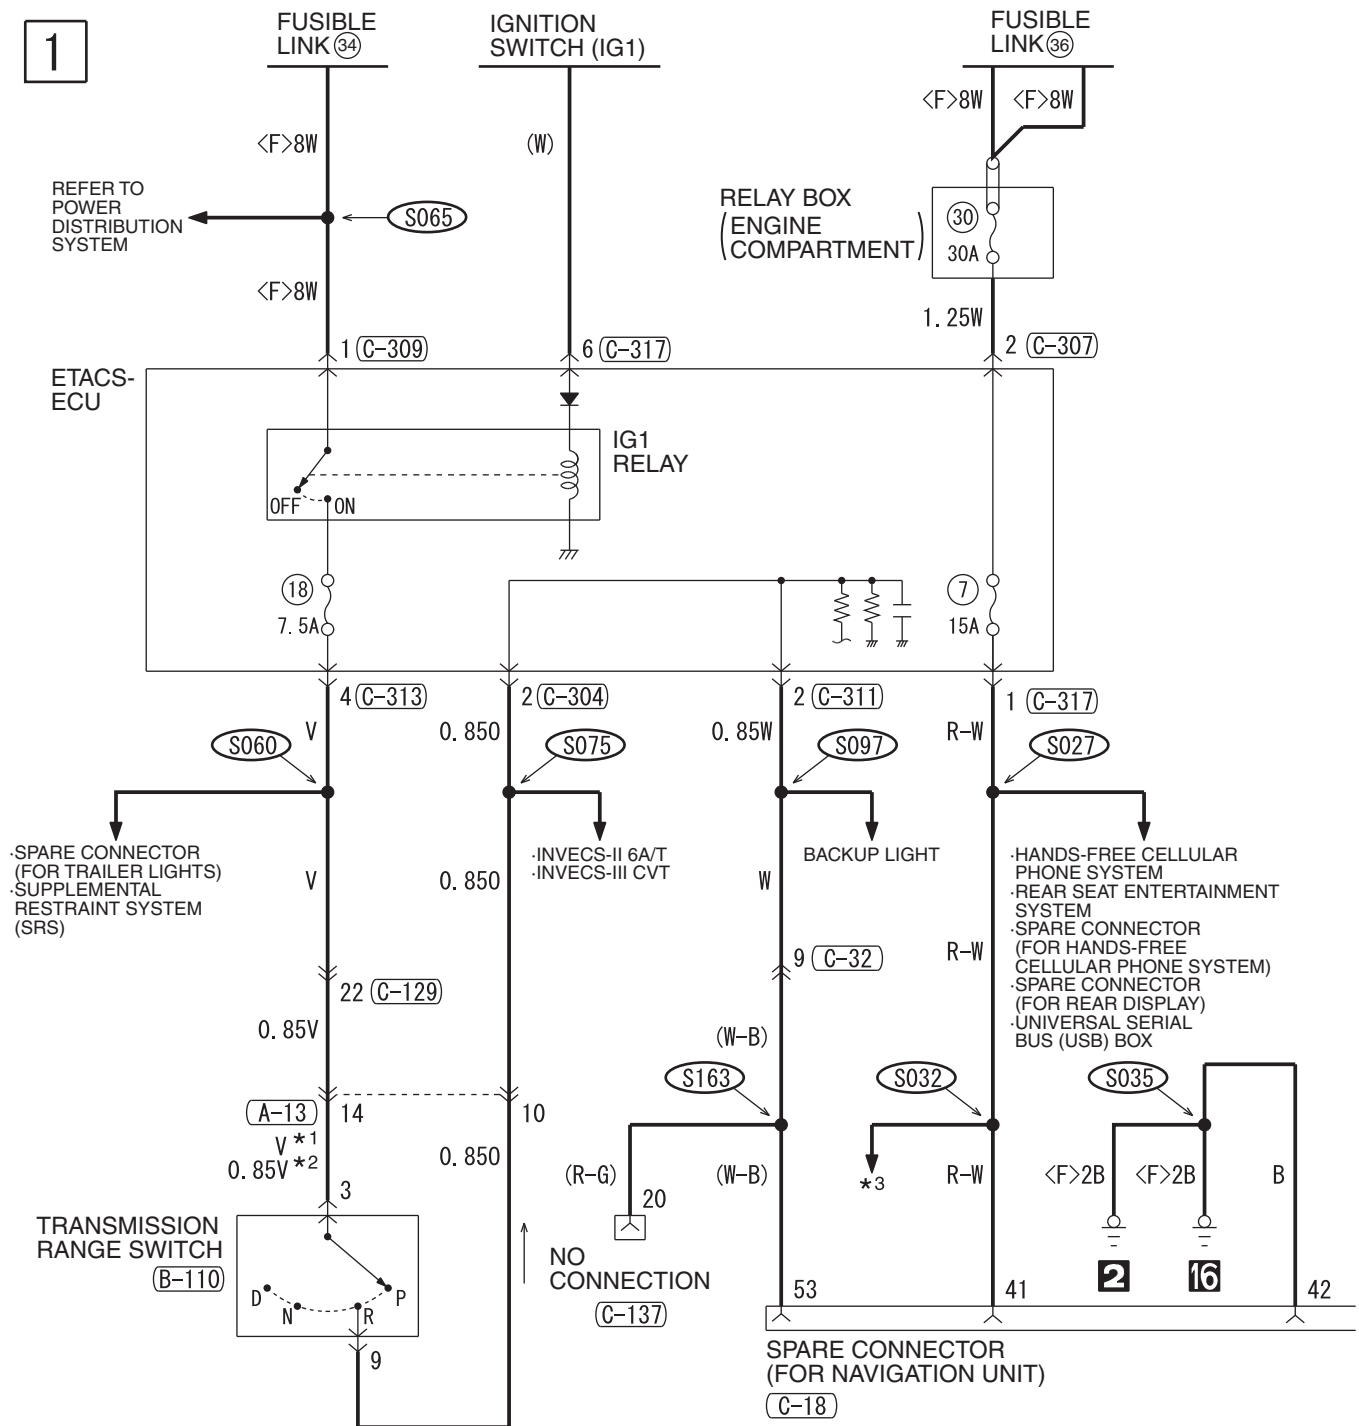 1
FUSIBLE
LINK 34
IGNITION
SWITCH (IG1)
FUSIBLE
LINK 36
<F>8W
<F>8W
<F>8W
(W)
REFER TO
POWER
DISTRIBUTION
SYSTEM
S065
RELAY BOX
(ENGINE
COMPARTMENT)
30
30A
<F>8W
1.25W
1 C-309
6 C-317
2 C-307
ETACS-
ECU
IG1
RELAY
OFF
ON
18
7.5A
7
15A
4 C-313
2 C-304
2 C-311
1 C-317
V
0.850
0.85W
R-W
S060
S075
S097
S027
·SPARE CONNECTOR
(FOR TRAILER LIGHTS)
·SUPPLEMENTAL
RESTRAINT SYSTEM
(SRS)
V
0.850
·INVECS-II 6A/T
·INVECS-III CVT
W
BACKUP LIGHT
R-W
·HANDS-FREE CELLULAR
PHONE SYSTEM
·REAR SEAT ENTERTAINMENT
SYSTEM
·SPARE CONNECTOR
(FOR HANDS-FREE
CELLULAR PHONE SYSTEM)
·SPARE CONNECTOR
(FOR REAR DISPLAY)
·UNIVERSAL SERIAL
BUS (USB) BOX
9 C-32
22 C-129
0.85V
(W-B)
S163
S032
S035
A-13 14
10
V *1
0.85V *2
0.850
(R-G)
(W-B)
*3
R-W
<F>2B
<F>2B
B
3
20
TRANSMISSION
RANGE SWITCH
B-110
D
N
R
P
9
NO
CONNECTION
C-137
2
16
53
41
42
SPARE CONNECTOR
(FOR NAVIGATION UNIT)
C-18